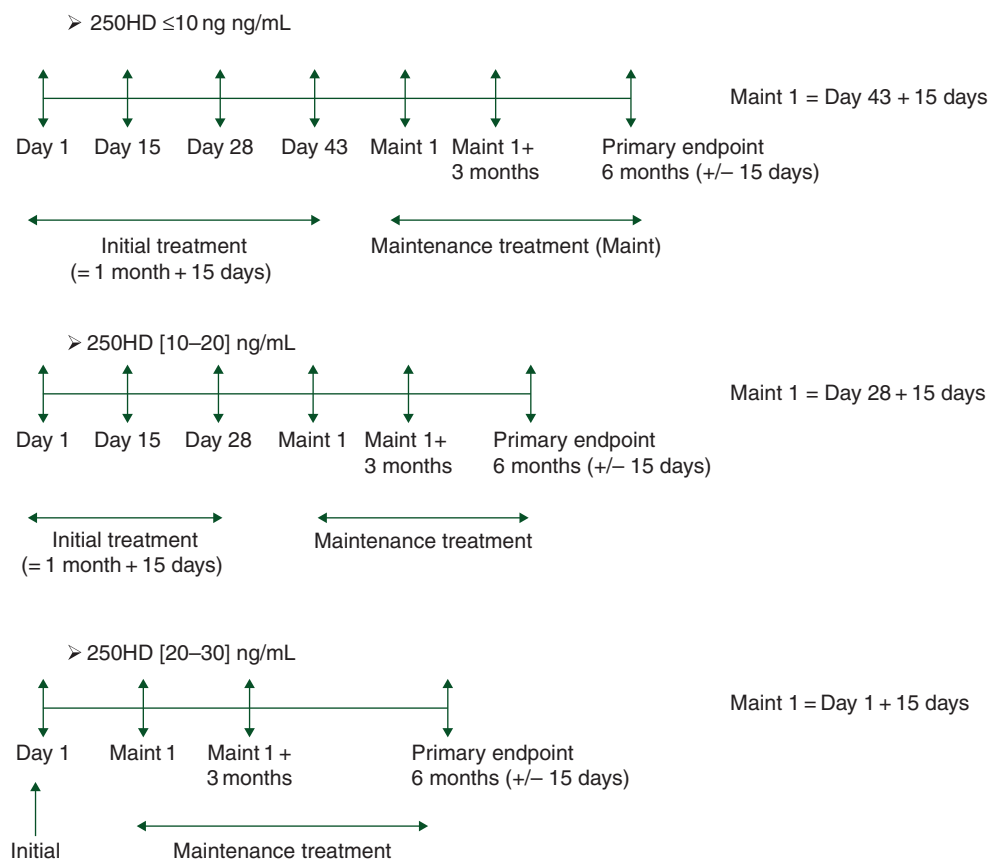 ➢ 250HD ≤10 ng ng/mL
Maint 1 = Day 43 + 15 days
Day 1 Day 15 Day 28 Day 43 Maint 1 Maint 1+ Primary endpoint
3 months 6 months (+/– 15 days)
Initial treatment Maintenance treatment (Maint)
(= 1 month + 15 days)
➢ 250HD [10–20] ng/mL
Maint 1 = Day 28 + 15 days
Day 1 Day 15 Day 28 Maint 1 Maint 1+ Primary endpoint
3 months 6 months (+/– 15 days)
Initial treatment Maintenance treatment
(= 1 month + 15 days)
➢ 250HD [20–30] ng/mL
Maint 1 = Day 1 + 15 days
Day 1 Maint 1 Maint 1 + Primary endpoint
3 months 6 months (+/– 15 days)
Initial Maintenance treatment